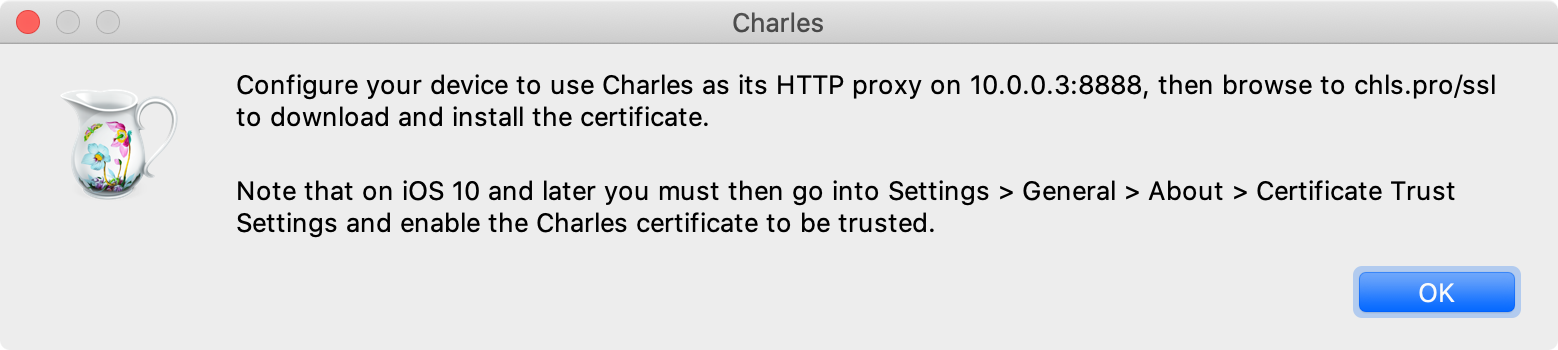 Charles
Configure your device to use Charles as its HTTP proxy on 10.0.0.3:8888, then browse to chls.pro/ssl
to download and install the certificate.
Note that on iOS 10 and later you must then go into Settings > General > About > Certificate Trust
Settings and enable the Charles certificate to be trusted.
OK